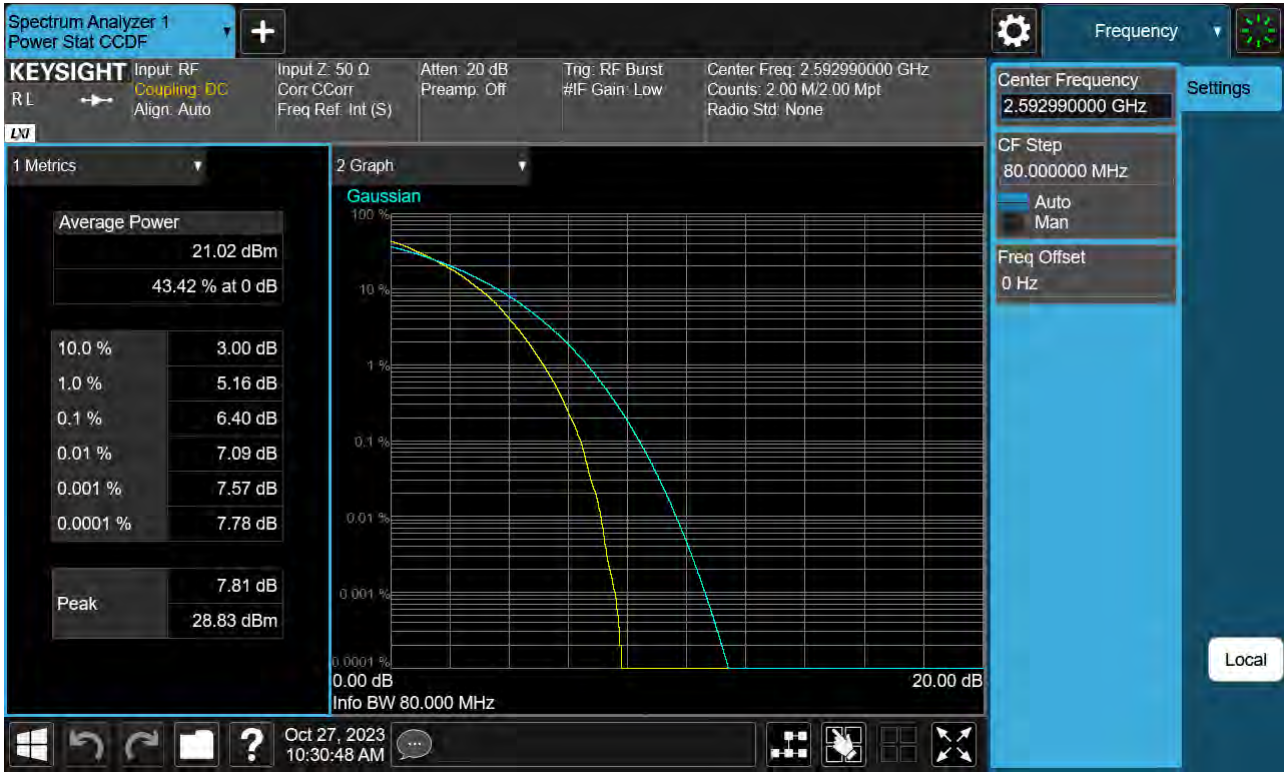 Spectrum Analyzer 1
Power Stat CCDF
Frequency
KEYSIGHT
RL
LXI
Input: RF
Coupling: DC
Align: Auto
Input Z: 50 Ω
Corr CCorr
Freq Ref: Int (S)
Atten: 20 dB
Preamp: Off
Trig: RF Burst
#IF Gain: Low
Center Freq: 2.592990000 GHz
Counts: 2.00 M/2.00 Mpt
Radio Std: None
Center Frequency
2.592990000 GHz
Settings
CF Step
80.000000 MHz
Auto
Man
Freq Offset
0 Hz
Local
1 Metrics
Average Power
21.02 dBm
43.42 % at 0 dB
10.0 % 3.00 dB
1.0 % 5.16 dB
0.1 % 6.40 dB
0.01 % 7.09 dB
0.001 % 7.57 dB
0.0001 % 7.78 dB
Peak
7.81 dB
28.83 dBm
2 Graph
Gaussian
100 %
10 %
1 %
0.1 %
0.01 %
0.001 %
0.0001 %
0.00 dB 20.00 dB
Info BW 80.000 MHz
Oct 27, 2023
10:30:48 AM